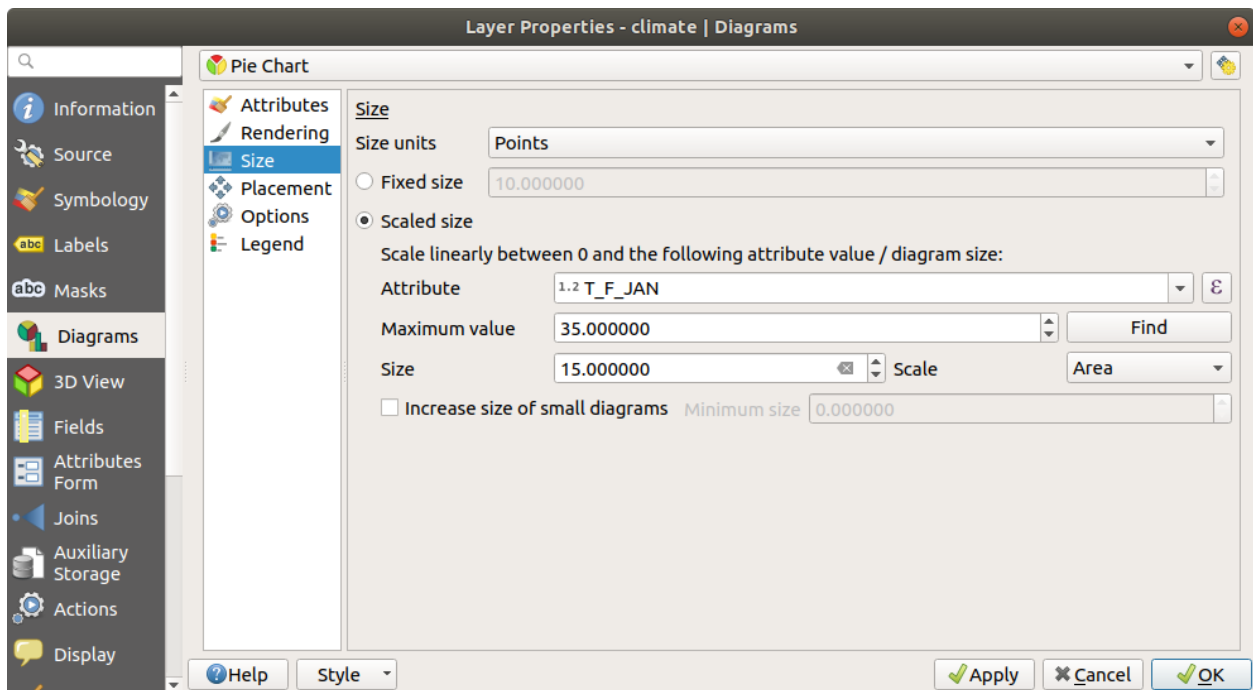 Layer Properties - climate | Diagrams
Pie Chart
Information
Source
Symbology
abc Labels
abc Masks
Diagrams
3D View
Fields
Attributes
Form
Joins
Auxiliary
Storage
Actions
Display
Attributes
Rendering
Size
Placement
Options
Legend
Size
Size units Points
Fixed size 10.000000
Scaled size
Scale linearly between 0 and the following attribute value / diagram size:
Attribute 1.2 T_F_JAN ε
Maximum value 35.000000 Find
Size 15.000000 Scale Area
Increase size of small diagrams Minimum size 0.000000
Help Style Apply Cancel OK